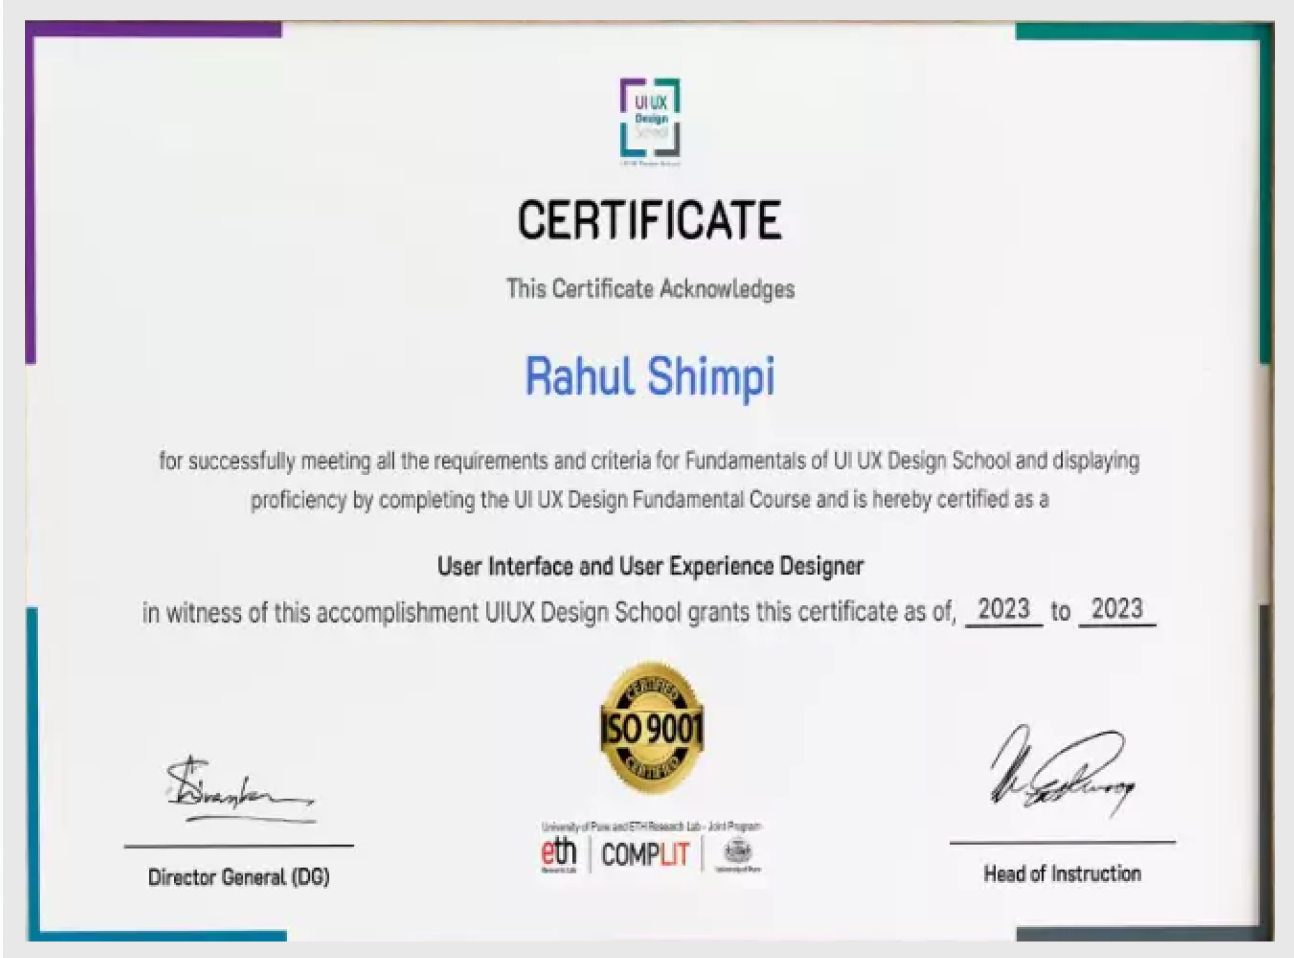 UI UX
Design
School
UI UX Design School
CERTIFICATE
This Certificate Acknowledges
Rahul Shimpi
for successfully meeting all the requirements and criteria for Fundamentals of UI UX Design School and displaying
proficiency by completing the UI UX Design Fundamental Course and is hereby certified as a
User Interface and User Experience Designer
in witness of this accomplishment UIUX Design School grants this certificate as of, 2023 to 2023
CERTIFIED
ISO 9001
CERTIFIED
University of Pune and ETH Research Lab - Joint Program
eth
Research Lab
COMPLIT
University of Pune
Director General (DG)
Head of Instruction